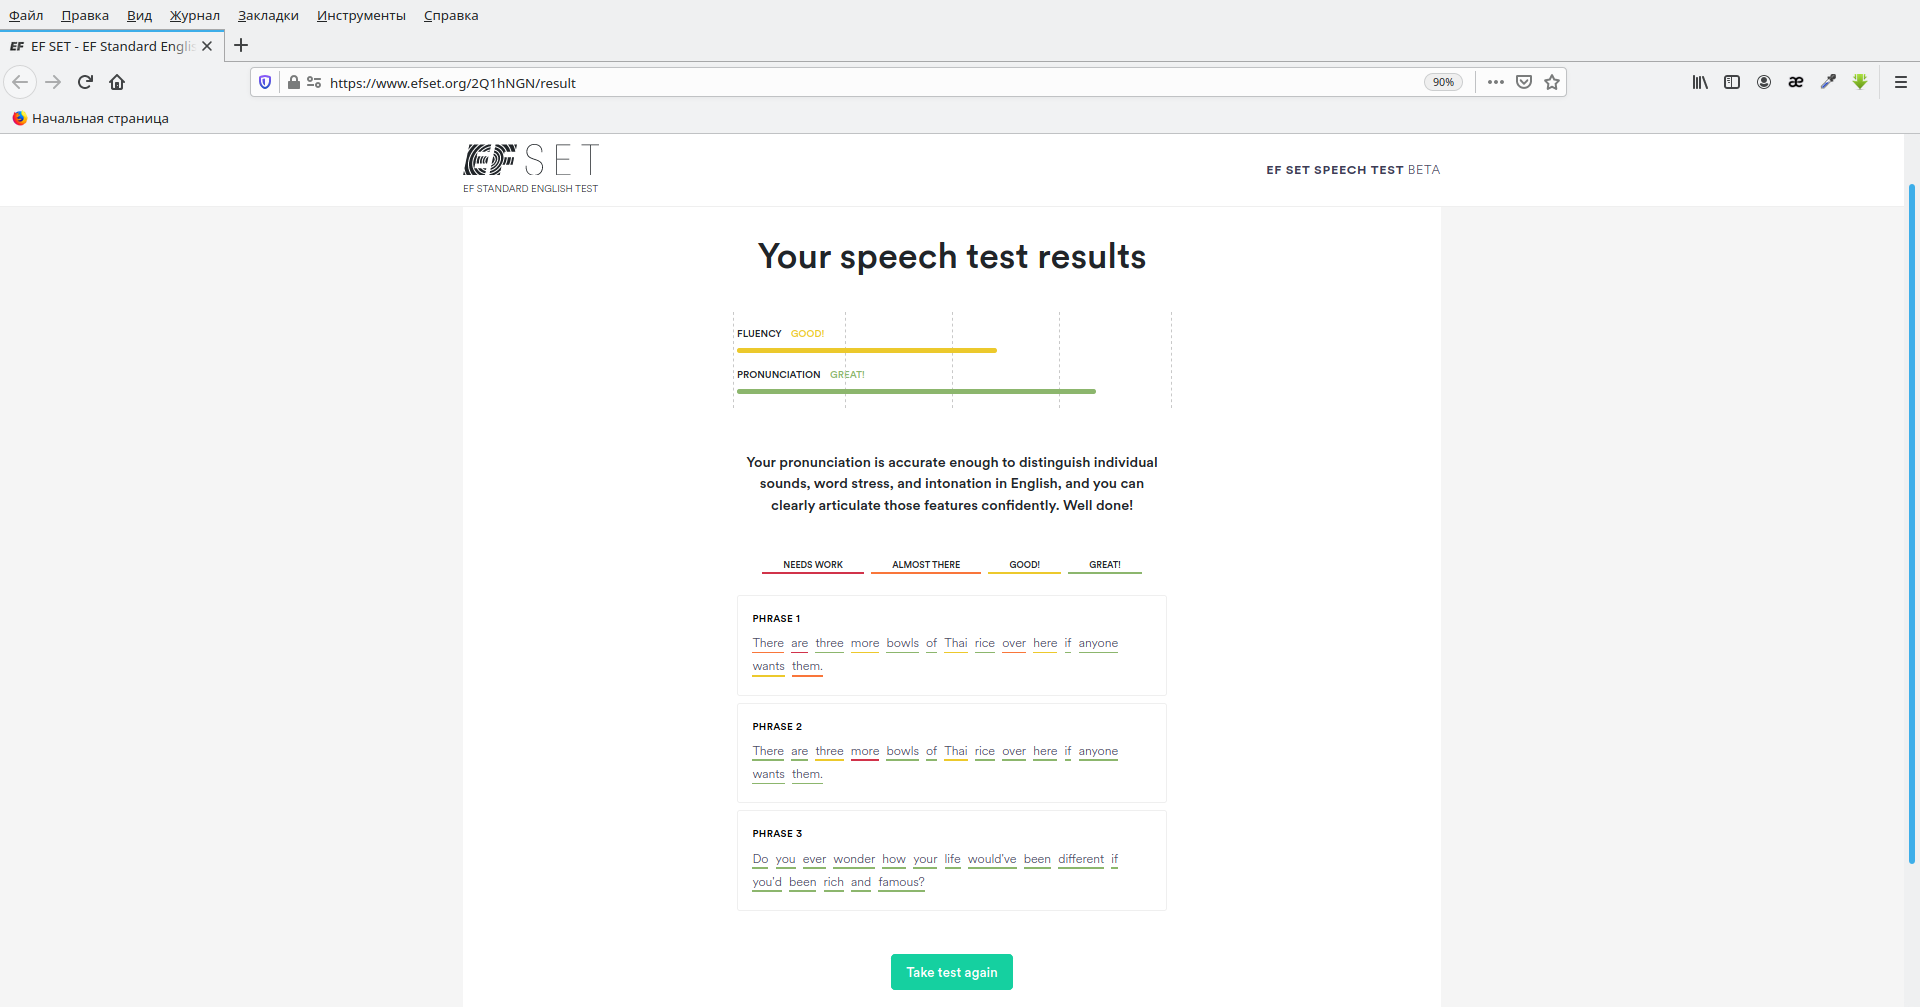 Файл Правка Вид Журнал Закладки Инструменты Справка
EF EF SET - EF Standard Englis
https://www.efset.org/2Q1hNGN/result 90% æ
Начальная страница
EF SET
EF STANDARD ENGLISH TEST
EF SET SPEECH TEST BETA
Your speech test results
FLUENCY GOOD!
PRONUNCIATION GREAT!
Your pronunciation is accurate enough to distinguish individual
sounds, word stress, and intonation in English, and you can
clearly articulate those features confidently. Well done!
NEEDS WORK ALMOST THERE GOOD! GREAT!
PHRASE 1
There are three more bowls of Thai rice over here if anyone
wants them.
PHRASE 2
There are three more bowls of Thai rice over here if anyone
wants them.
PHRASE 3
Do you ever wonder how your life would've been different if
you'd been rich and famous?
Take test again